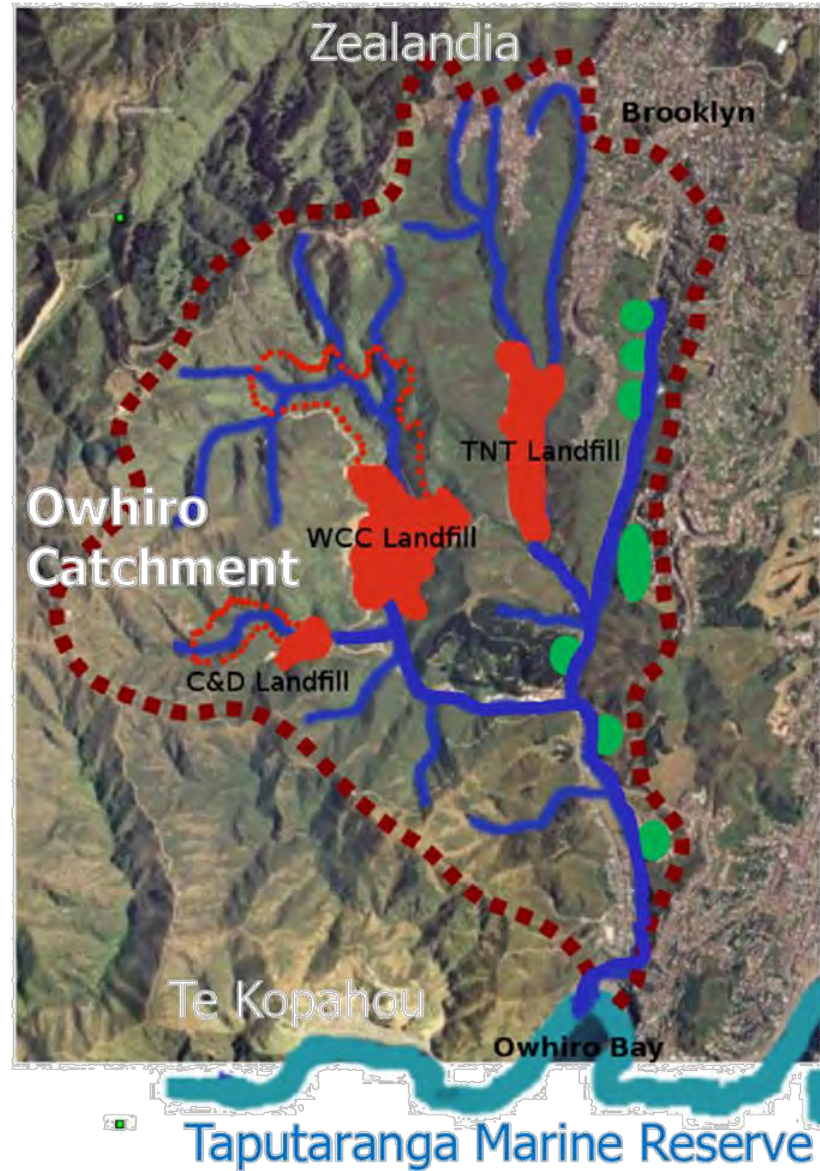 Zealandia
Brooklyn
TNT Landfill
Owhiro
Catchment
WCC Landfill
C&D Landfill
Te Kopahou
Owhiro Bay
Taputaranga Marine Reserve